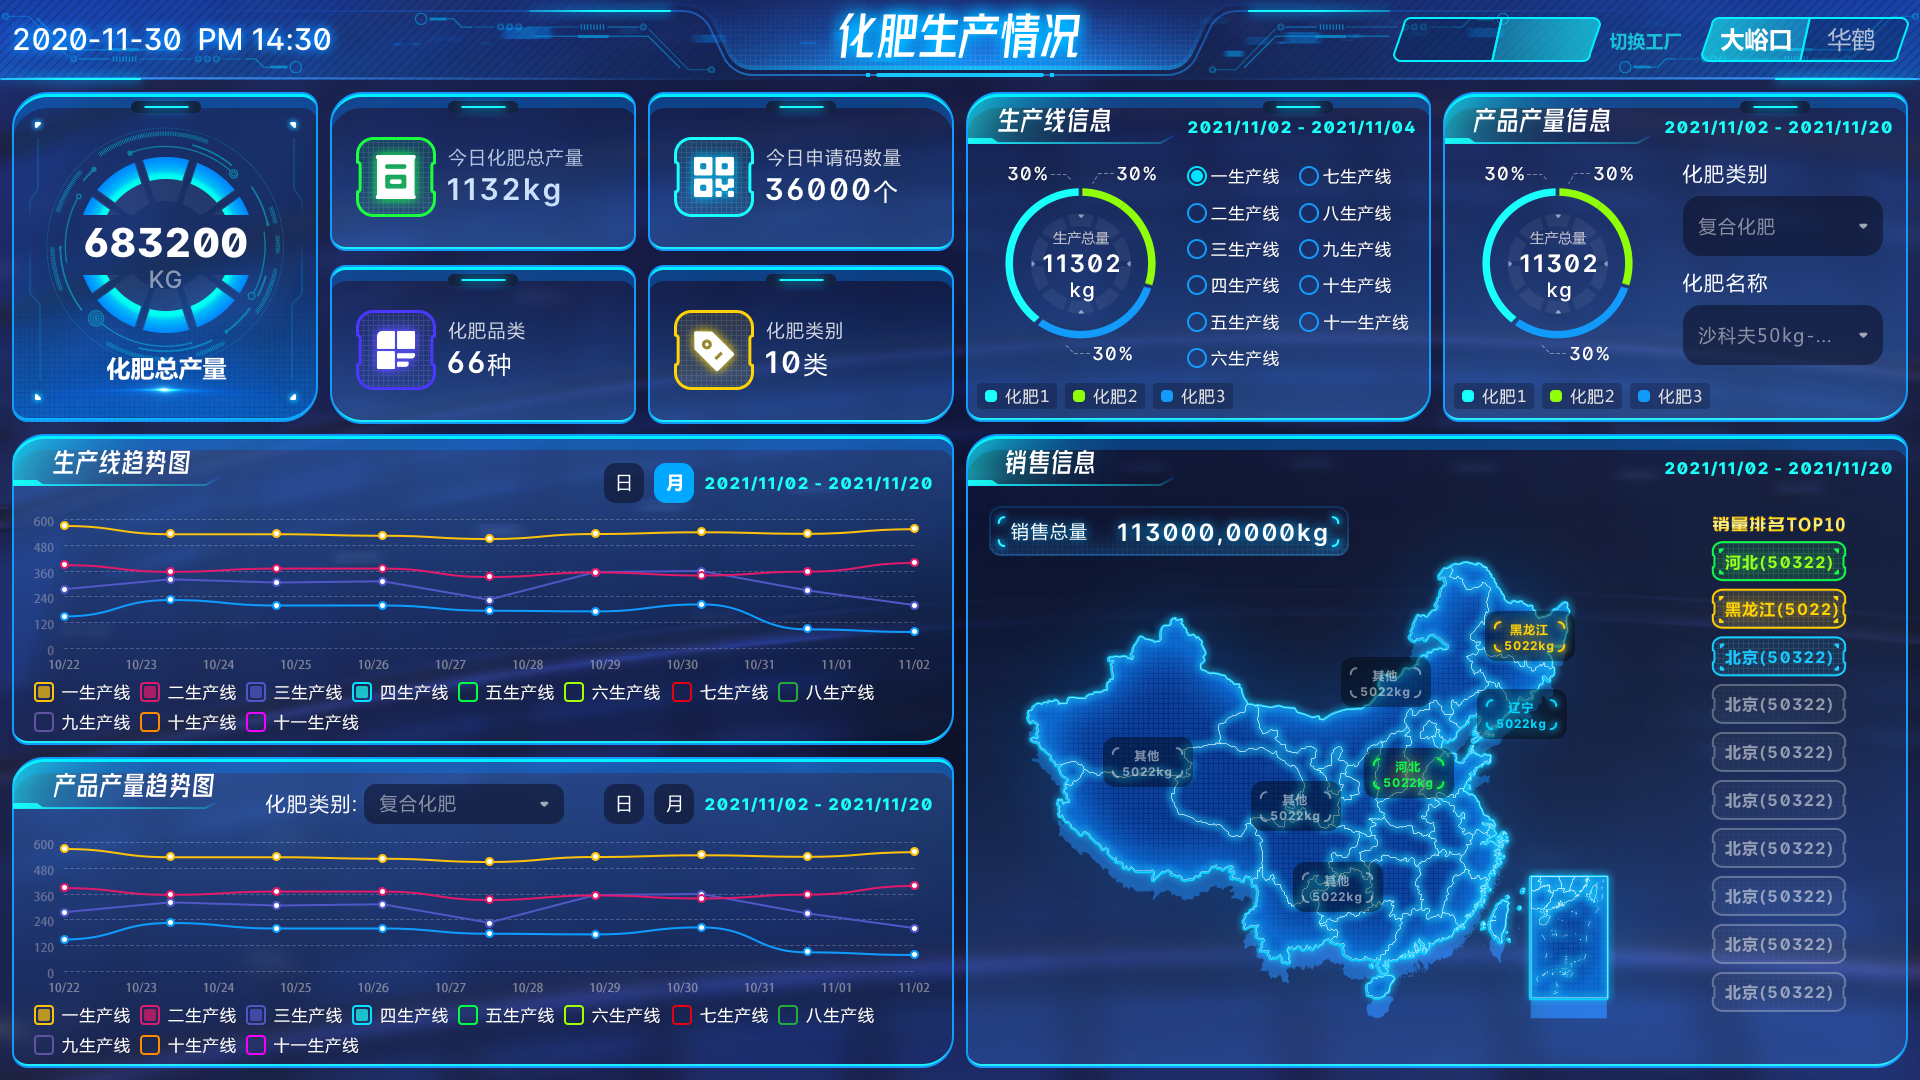 2020-11-30 PM 14:30
化肥生产情况
切换工厂
大峪口
华鹤
683200
KG
化肥总产量
今日化肥总产量
1132kg
今日申请码数量
36000个
化肥品类
66种
化肥类别
10类
生产线信息
2021/11/02 - 2021/11/04
30%
30%
生产总量
11302
kg
30%
一生产线
七生产线
二生产线
八生产线
三生产线
九生产线
四生产线
十生产线
五生产线
十一生产线
六生产线
化肥1
化肥2
化肥3
产品产量信息
2021/11/02 - 2021/11/20
30%
30%
生产总量
11302
kg
30%
化肥类别
复合化肥
化肥名称
沙科夫50kg-...
化肥1
化肥2
化肥3
生产线趋势图
日
月
2021/11/02 - 2021/11/20
600
480
360
240
120
0
10/22
10/23
10/24
10/25
10/26
10/27
10/28
10/29
10/30
10/31
11/01
11/02
一生产线
二生产线
三生产线
四生产线
五生产线
六生产线
七生产线
八生产线
九生产线
十生产线
十一生产线
产品产量趋势图
化肥类别:
复合化肥
日
月
2021/11/02 - 2021/11/20
600
480
360
240
120
0
10/22
10/23
10/24
10/25
10/26
10/27
10/28
10/29
10/30
10/31
11/01
11/02
一生产线
二生产线
三生产线
四生产线
五生产线
六生产线
七生产线
八生产线
九生产线
十生产线
十一生产线
销售信息
2021/11/02 - 2021/11/20
销售总量
113000,0000kg
黑龙江
5022kg
其他
5022kg
辽宁
5022kg
其他
5022kg
河北
5022kg
其他
5022kg
其他
5022kg
销量排名TOP10
河北(50322)
黑龙江(5022)
北京(50322)
北京(50322)
北京(50322)
北京(50322)
北京(50322)
北京(50322)
北京(50322)
北京(50322)